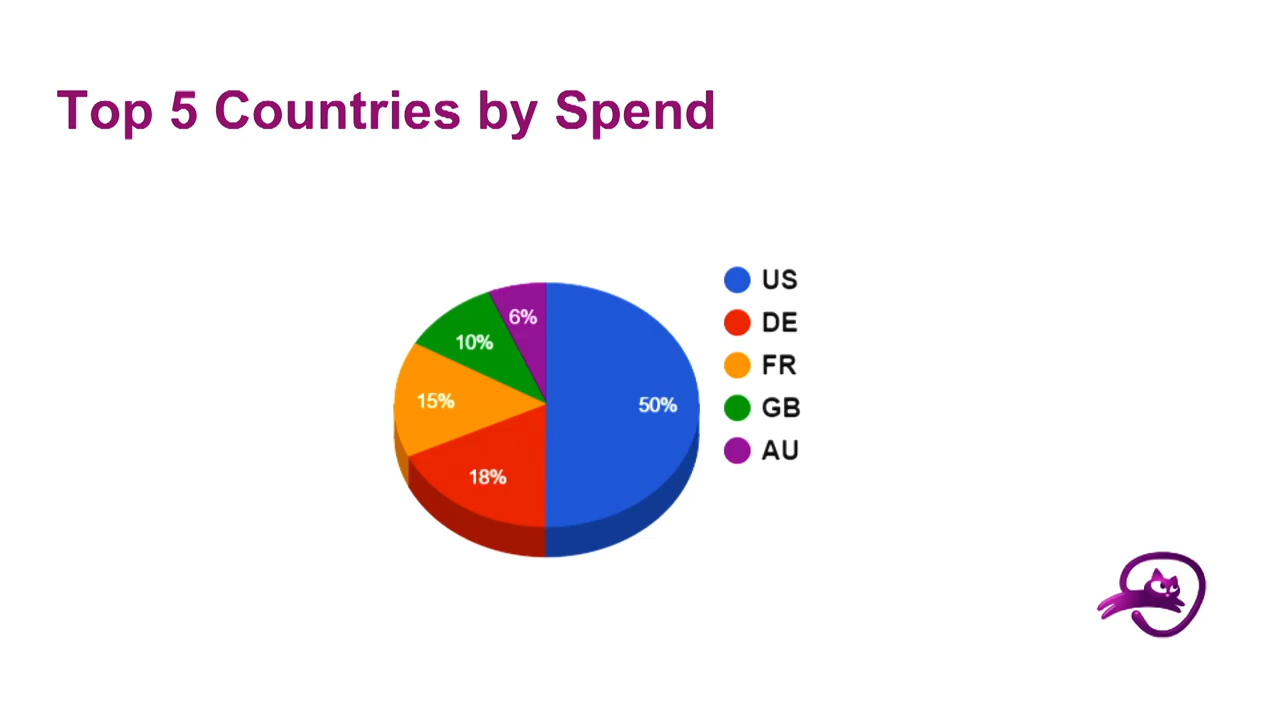 Top 5 Countries by Spend
US
DE
FR
GB
AU
6%
10%
15%
50%
18%